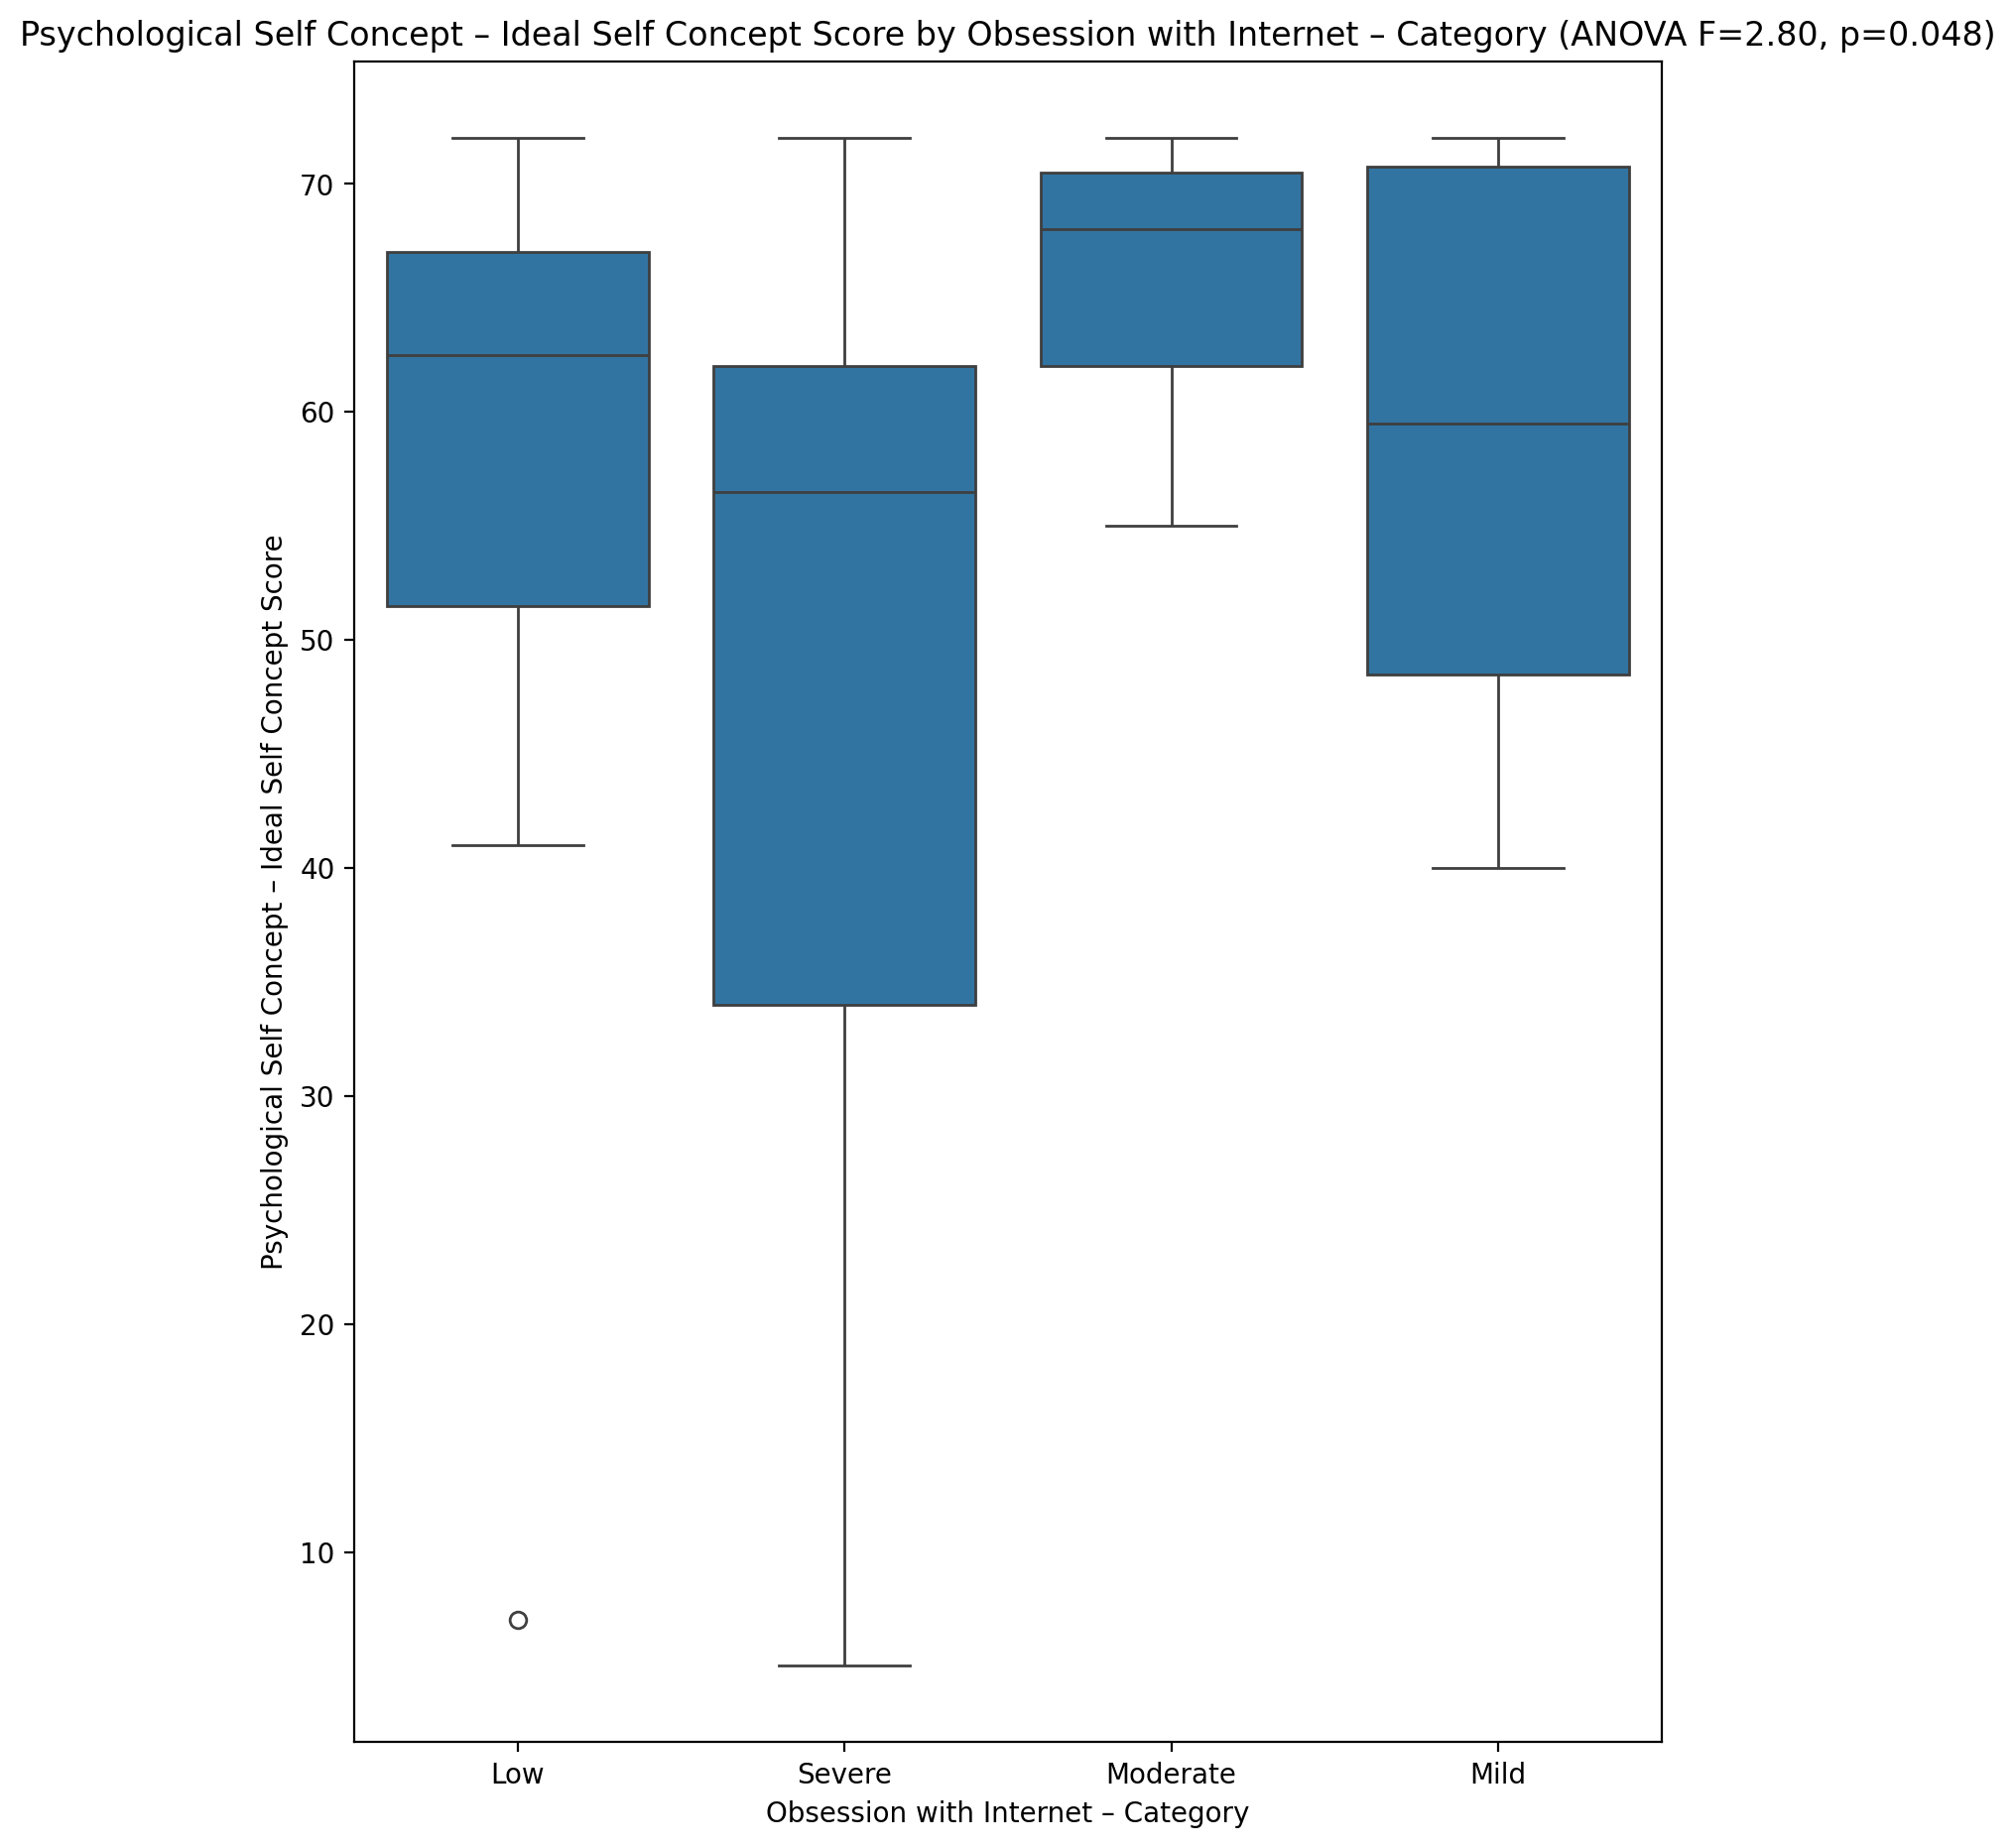 Psychological Self Concept – Ideal Self Concept Score by Obsession with Internet – Category (ANOVA F=2.80, p=0.048)
Psychological Self Concept – Ideal Self Concept Score
70
60
50
40
30
20
10
Low
Severe
Moderate
Mild
Obsession with Internet – Category